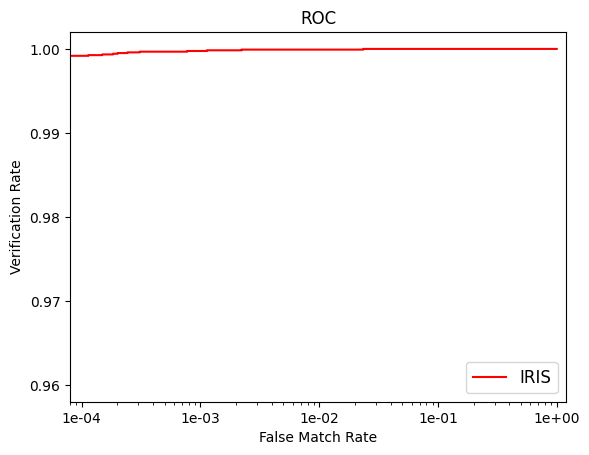 ROC
Verification Rate
1.00
0.99
0.98
0.97
0.96
IRIS
1e-04
1e-03
1e-02
1e-01
1e+00
False Match Rate